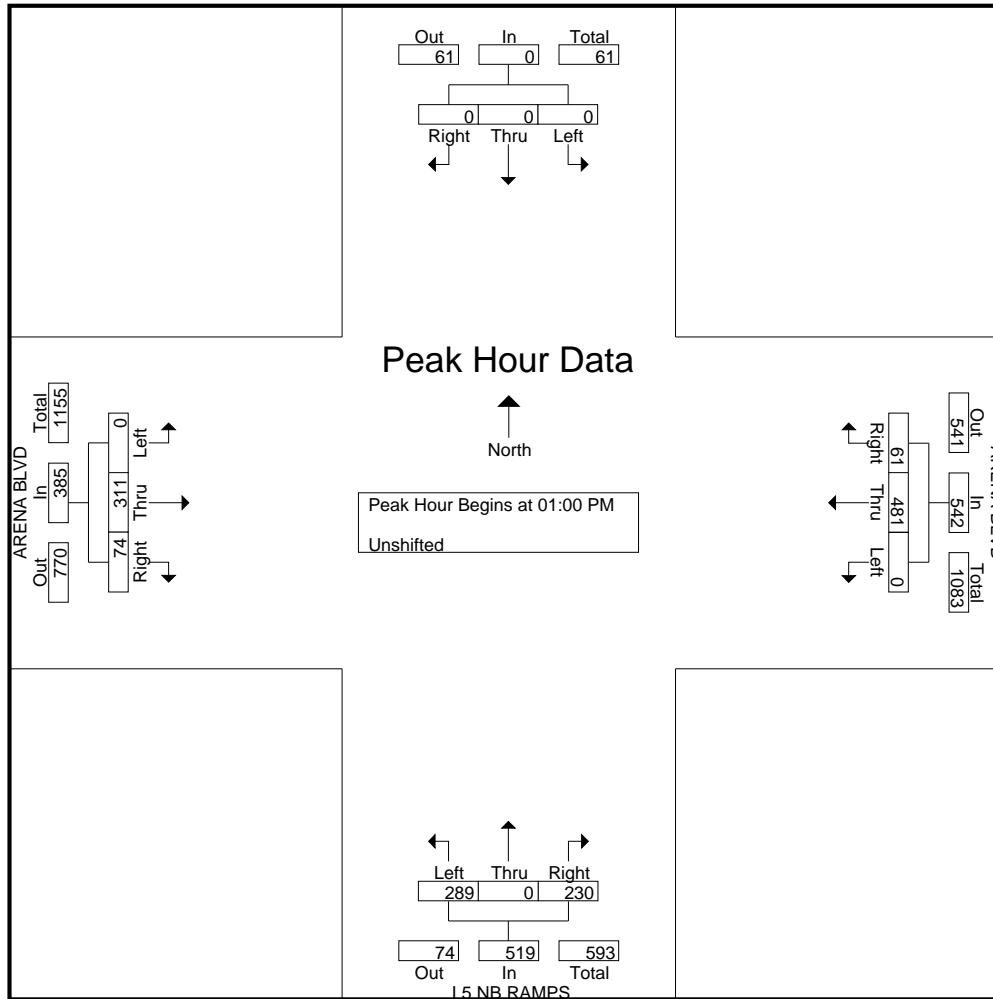 Out In Total
61 0 61
0 0 0
Right Thru Left
Peak Hour Data
North
Peak Hour Begins at 01:00 PM
Unshifted
ARENA BLVD
Total In Out
1155 385 770
0 311 74
Left Thru Right
Out In Total
541 542 1083
61 481 0
Right Thru Left
Left Thru Right
289 0 230
74 519 593
Out In Total